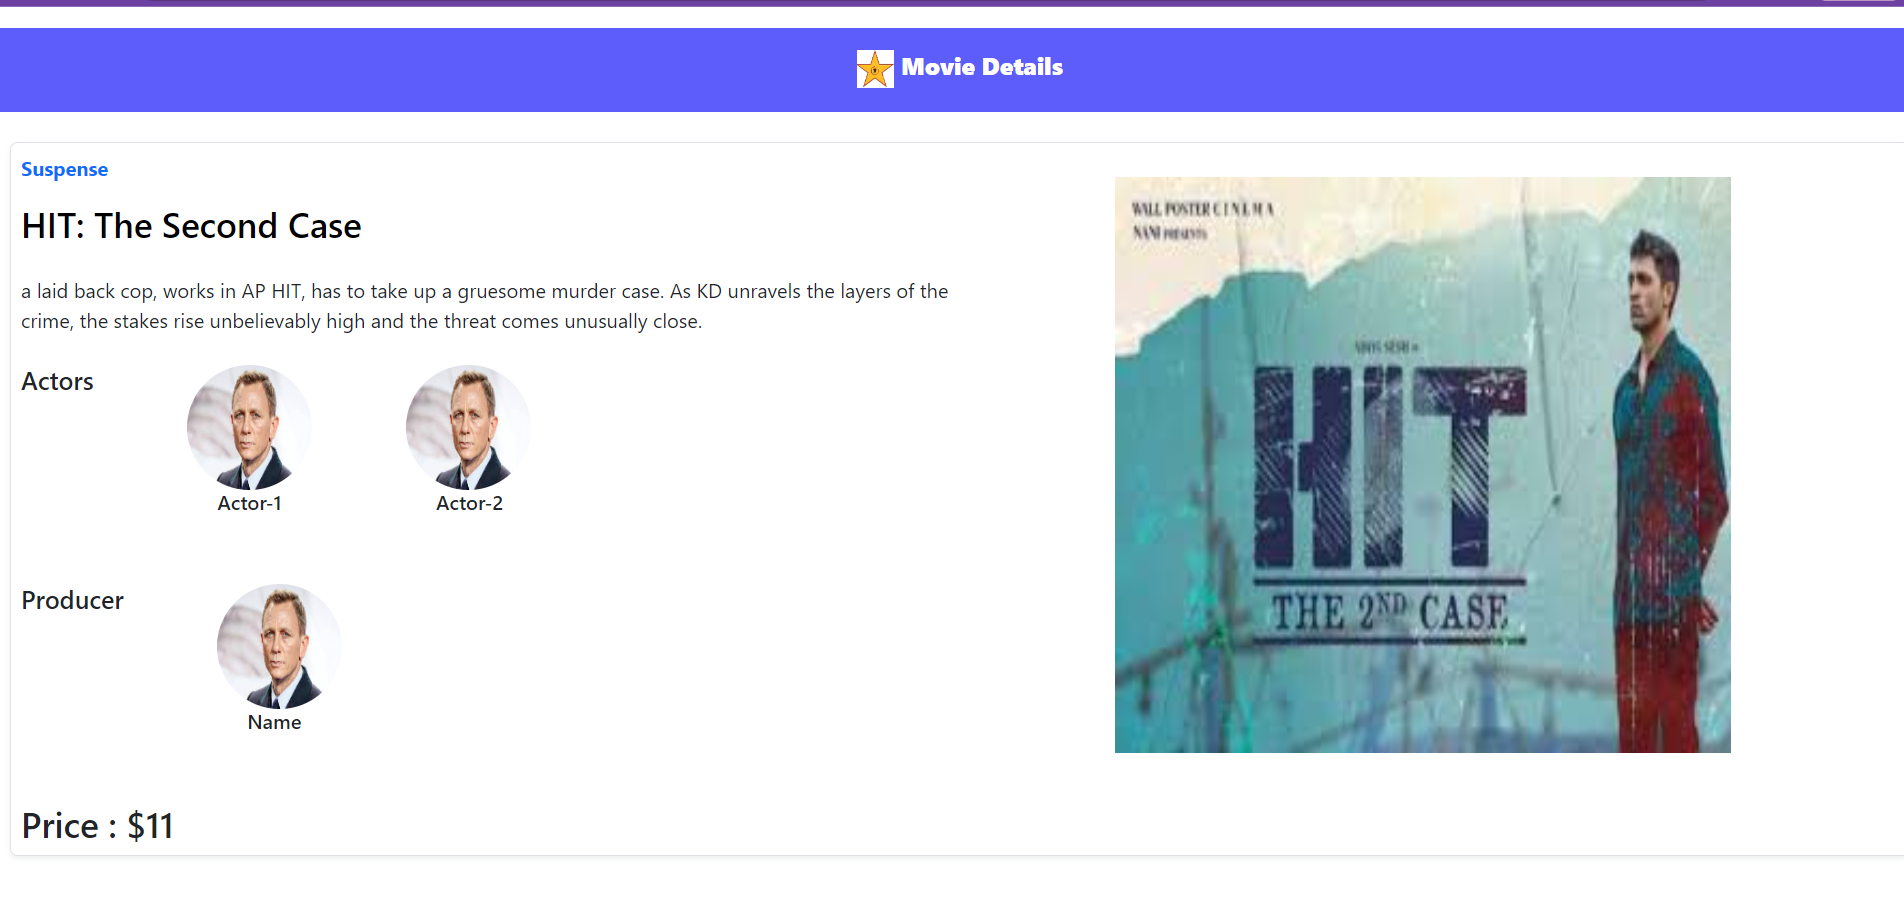 Movie Details
Suspense
HIT: The Second Case
a laid back cop, works in AP HIT, has to take up a gruesome murder case. As KD unravels the layers of the
crime, the stakes rise unbelievably high and the threat comes unusually close.
Actors
Actor-1
Actor-2
Producer
Name
Price : $11
WALL POSTER CINEMA
NANI PRESENTS
HIT
THE 2ND CASE